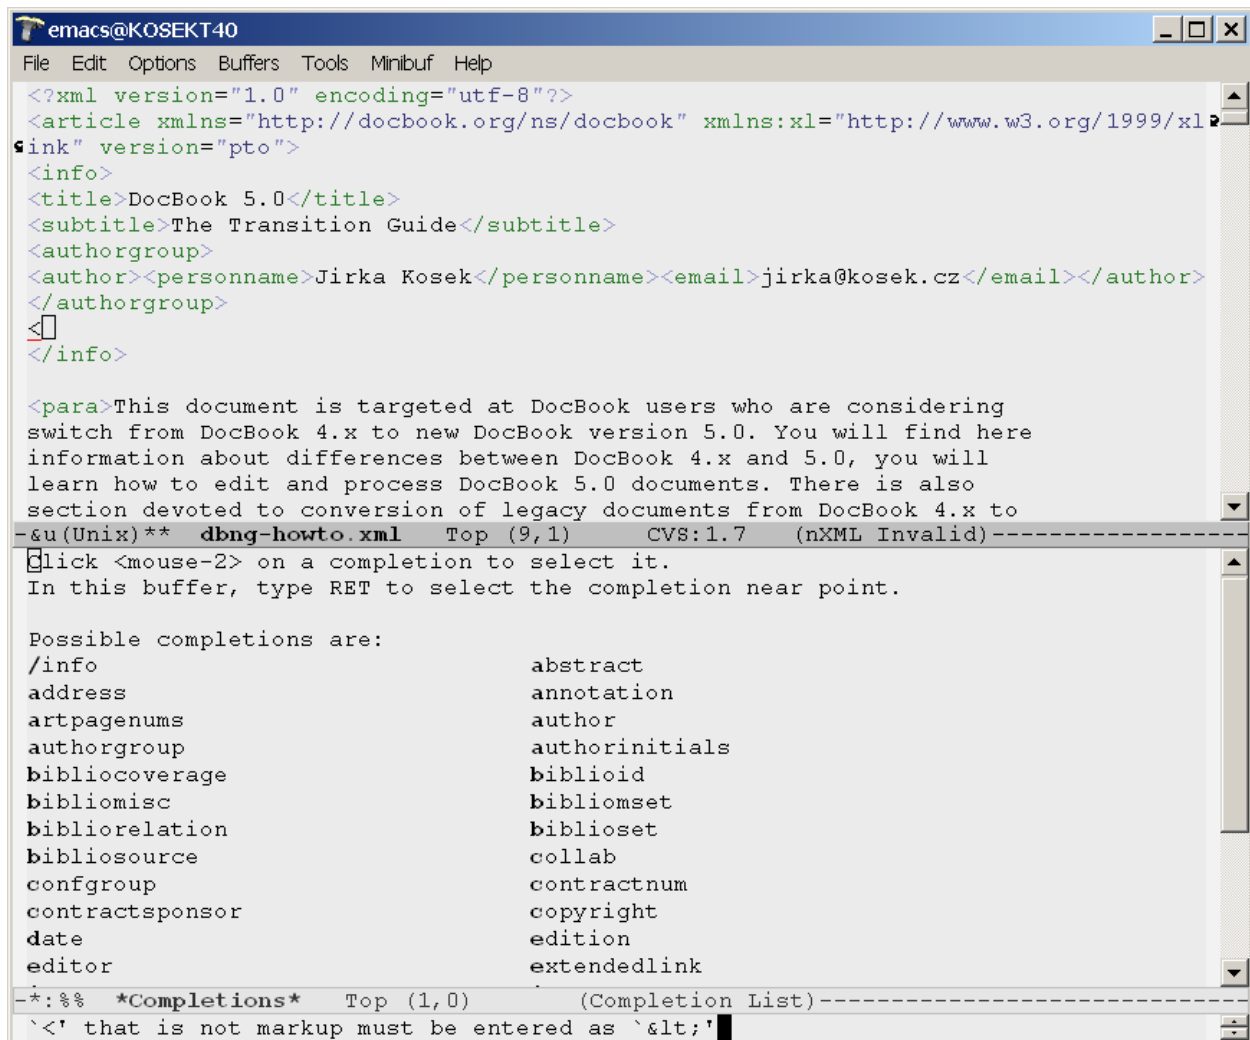 emacs@KOSEKT40
File Edit Options Buffers Tools Minibuf Help
<?xml version="1.0" encoding="utf-8"?>
<article xmlns="http://docbook.org/ns/docbook" xmlns:xl="http://www.w3.org/1999/xl
ink" version="pto">
<info>
<title>DocBook 5.0</title>
<subtitle>The Transition Guide</subtitle>
<authorgroup>
<author><personname>Jirka Kosek</personname><email>jirka@kosek.cz</email></author>
</authorgroup>
<
</info>
<para>This document is targeted at DocBook users who are considering
switch from DocBook 4.x to new DocBook version 5.0. You will find here
information about differences between DocBook 4.x and 5.0, you will
learn how to edit and process DocBook 5.0 documents. There is also
section devoted to conversion of legacy documents from DocBook 4.x to
-&u(Unix)** dbng-howto.xml Top (9,1) CVS:1.7 (nXML Invalid)------------------
Click <mouse-2> on a completion to select it.
In this buffer, type RET to select the completion near point.
Possible completions are:
/info abstract
address annotation
artpagenums author
authorgroup authorinitials
bibliocoverage biblioid
bibliomisc bibliomset
bibliorelation biblioset
bibliosource collab
confgroup contractnum
contractsponsor copyright
date edition
editor extendedlink
-*:%% *Completions* Top (1,0) (Completion List)------------------------------
`<' that is not markup must be entered as `&lt;'